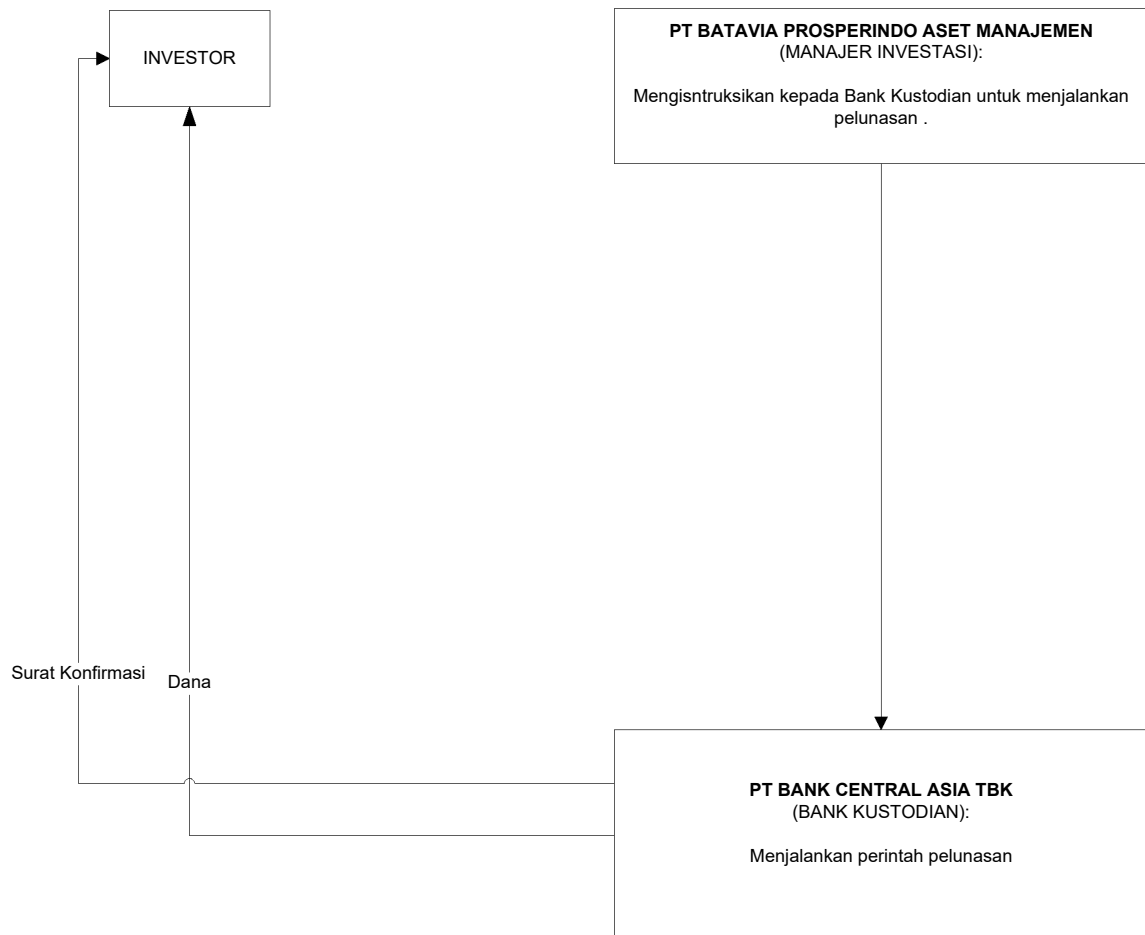 INVESTOR
PT BATAVIA PROSPERINDO ASET MANAJEMEN
(MANAJER INVESTASI):
Mengisntruksikan kepada Bank Kustodian untuk menjalankan
pelunasan .
Surat Konfirmasi
Dana
PT BANK CENTRAL ASIA TBK
(BANK KUSTODIAN):
Menjalankan perintah pelunasan